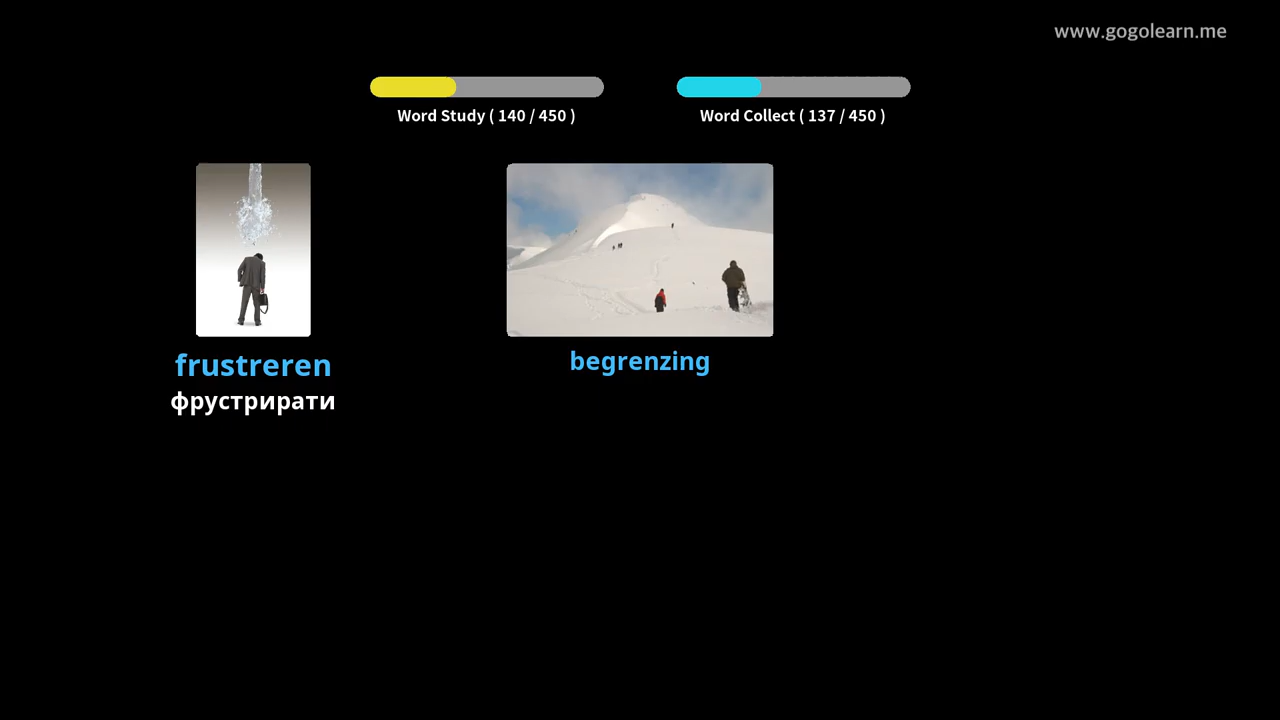 www.gogolearn.me
Word Study ( 140 / 450 )
Word Collect ( 137 / 450 )
frustreren
фрустрирати
begrenzing